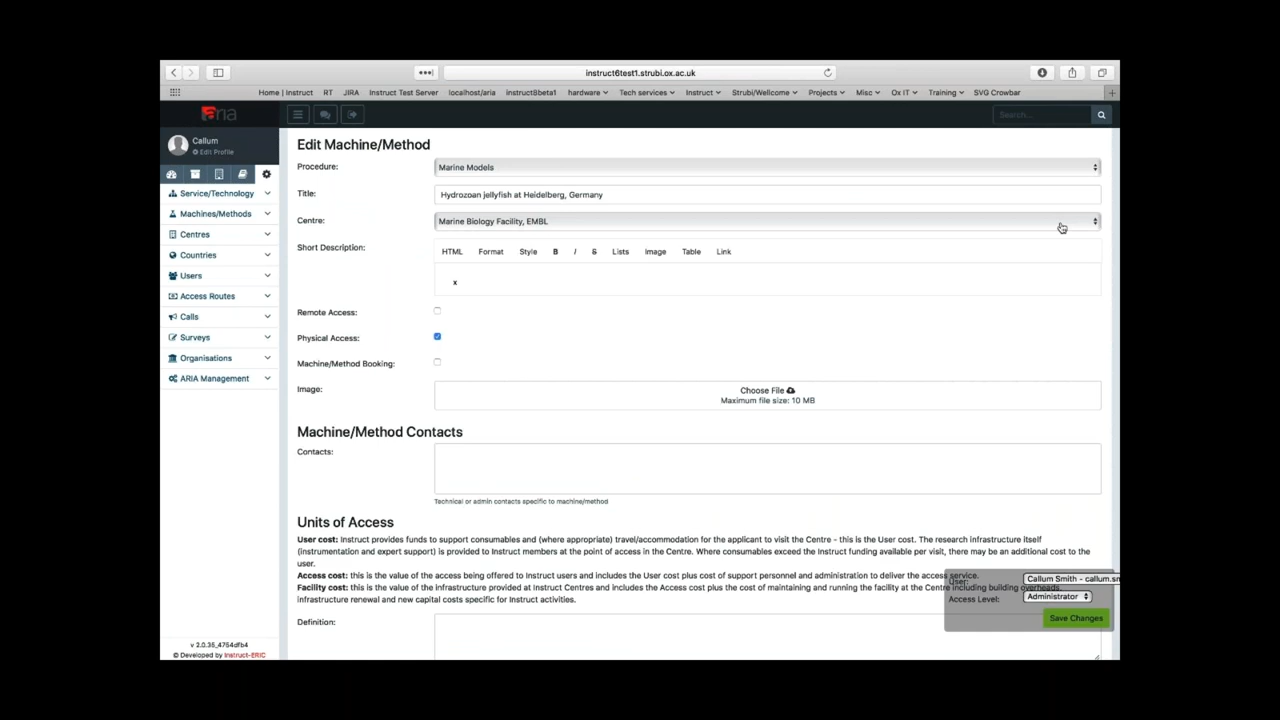 instruct6test1.strubi.ox.ac.uk
Home | Instruct RT JIRA Instruct Test Server localhost/aria instruct8beta1 hardware Tech services Instruct Strubi/Wellcome Projects Misc Ox IT Training SVG Crowbar
aria
Search...
Callum
Edit Profile
Service/Technology
Machines/Methods
Centres
Countries
Users
Access Routes
Calls
Surveys
Organisations
ARIA Management
v 2.0.35_4754dfb4
© Developed by Instruct-ERIC
Edit Machine/Method
Procedure: Marine Models
Title: Hydrozoan jellyfish at Heidelberg, Germany
Centre: Marine Biology Facility, EMBL
Short Description: HTML Format Style B I S Lists Image Table Link
x
Remote Access:
Physical Access:
Machine/Method Booking:
Image: Choose File
Maximum file size: 10 MB
Machine/Method Contacts
Contacts:
Technical or admin contacts specific to machine/method
Units of Access
User cost: Instruct provides funds to support consumables and (where appropriate) travel/accommodation for the applicant to visit the Centre - this is the User cost. The research infrastructure itself
(instrumentation and expert support) is provided to Instruct members at the point of access in the Centre. Where consumables exceed the Instruct funding available per visit, there may be an additional cost to the
user.
Access cost: this is the value of the access being offered to Instruct users and includes the User cost plus cost of support personnel and administration to deliver the access service.
Facility cost: this is the value of the infrastructure provided at Instruct Centres and includes the Access cost plus the cost of maintaining and running the facility at the Centre including building overheads,
infrastructure renewal and new capital costs specific for Instruct activities.
Definition:
User: Callum Smith - callum.sm
Access Level: Administrator
Save Changes